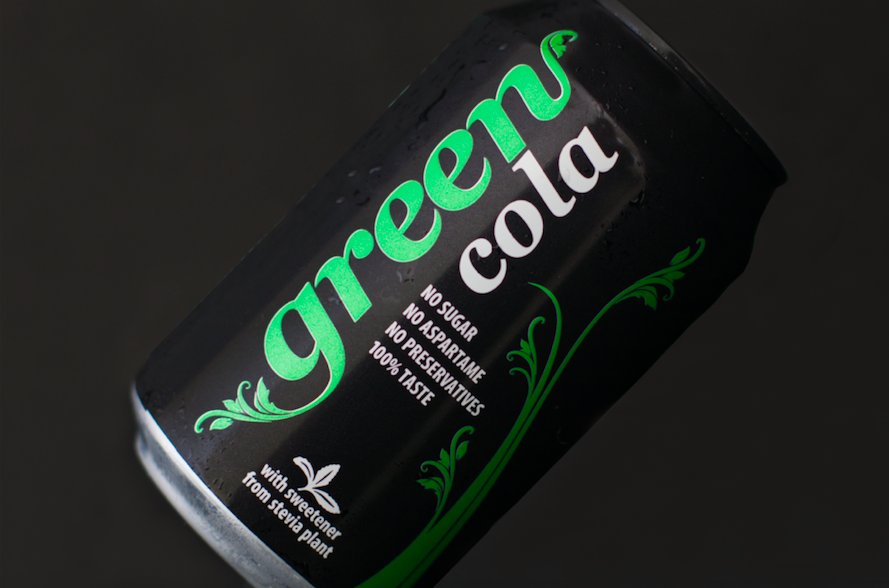 green
cola
NO SUGAR
NO ASPARTAME
NO PRESERVATIVES
100% TASTE
with sweetener
from stevia plant